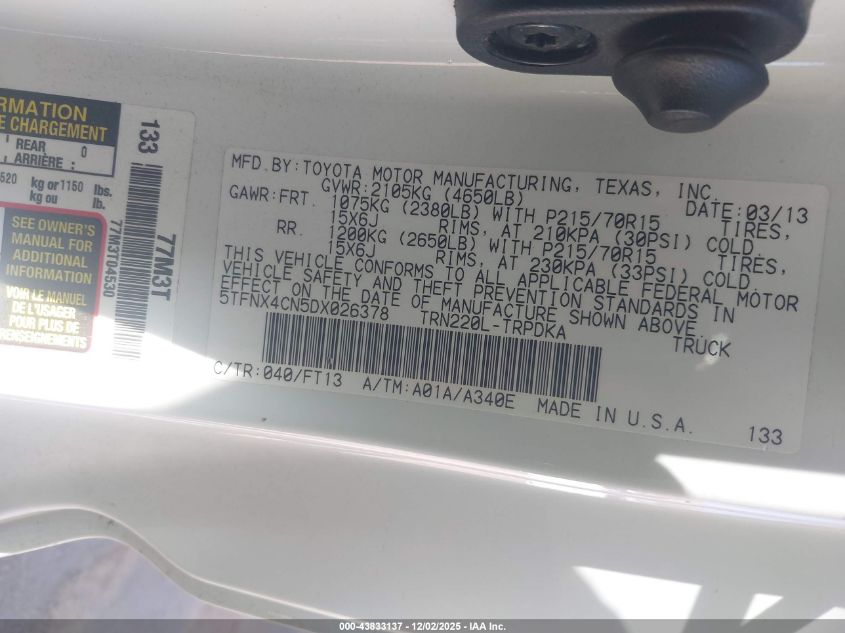 RMATION
E CHARGEMENT
REAR 0
ARRIÈRE :
520 kg or 1150 lbs.
kg ou lb.
SEE OWNER'S
MANUAL FOR
ADDITIONAL
INFORMATION
VOIR LE MANUEL
DE L'USAGER
POUR PLUS DE
RENSEIGNEMENTS
133
77M3T04530
77M3T
MFD.BY:TOYOTA MOTOR MANUFACTURING, TEXAS, INC.
GVWR:2105KG (4650LB) DATE:03/13
GAWR:FRT. 1075KG (2380LB) WITH P215/70R15 TIRES,
15X6J RIMS, AT 210KPA (30PSI) COLD
RR. 1200KG (2650LB) WITH P215/70R15 TIRES,
15X6J RIMS, AT 230KPA (33PSI) COLD
THIS VEHICLE CONFORMS TO ALL APPLICABLE FEDERAL MOTOR
VEHICLE SAFETY AND THEFT PREVENTION STANDARDS IN
EFFECT ON THE DATE OF MANUFACTURE SHOWN ABOVE.
5TFNX4CN5DX026378 TRN220L-TRPDKA TRUCK
C/TR:040/FT13 A/TM:A01A/A340E MADE IN U.S.A.
133
000-43833137 - 12/02/2025 - IAA Inc.